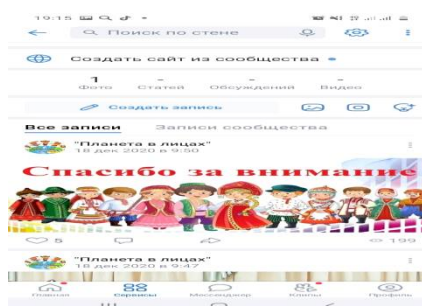 19:15
Поиск по стене
Создать сайт из сообщества
1 - - -
Фото Статей Обсуждений Видео
Создать запись
Все записи Записи сообщества
"Планета в лицах"
18 дек 2020 в 9:50
Спасибо за внимание
5 199
"Планета в лицах"
18 дек 2020 в 9:47
Главная Сервисы Мессенджер Клипы Профиль